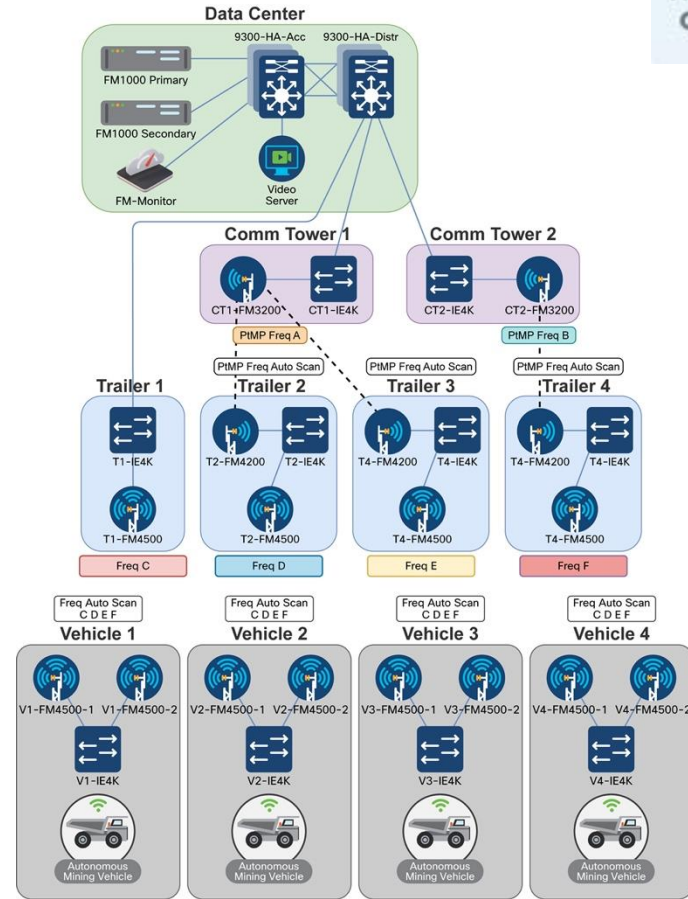 Data Center
9300-HA-Acc
9300-HA-Distr
FM1000 Primary
FM1000 Secondary
FM-Monitor
Video
Server
Comm Tower 1
Comm Tower 2
CT1-FM3200
CT1-IE4K
CT2-IE4K
CT2-FM3200
PtMP Freq A
PtMP Freq B
PtMP Freq Auto Scan
PtMP Freq Auto Scan
PtMP Freq Auto Scan
Trailer 1
Trailer 2
Trailer 3
Trailer 4
T1-IE4K
T2-FM4200
T2-IE4K
T4-FM4200
T4-IE4K
T4-FM4200
T4-IE4K
T1-FM4500
T2-FM4500
T4-FM4500
T4-FM4500
Freq C
Freq D
Freq E
Freq F
Freq Auto Scan
C D E F
Freq Auto Scan
C D E F
Freq Auto Scan
C D E F
Freq Auto Scan
C D E F
Vehicle 1
Vehicle 2
Vehicle 3
Vehicle 4
V1-FM4500-1
V1-FM4500-2
V2-FM4500-1
V2-FM4500-2
V3-FM4500-1
V3-FM4500-2
V4-FM4500-1
V4-FM4500-2
V1-IE4K
V2-IE4K
V3-IE4K
V4-IE4K
Autonomous
Mining Vehicle
Autonomous
Mining Vehicle
Autonomous
Mining Vehicle
Autonomous
Mining Vehicle